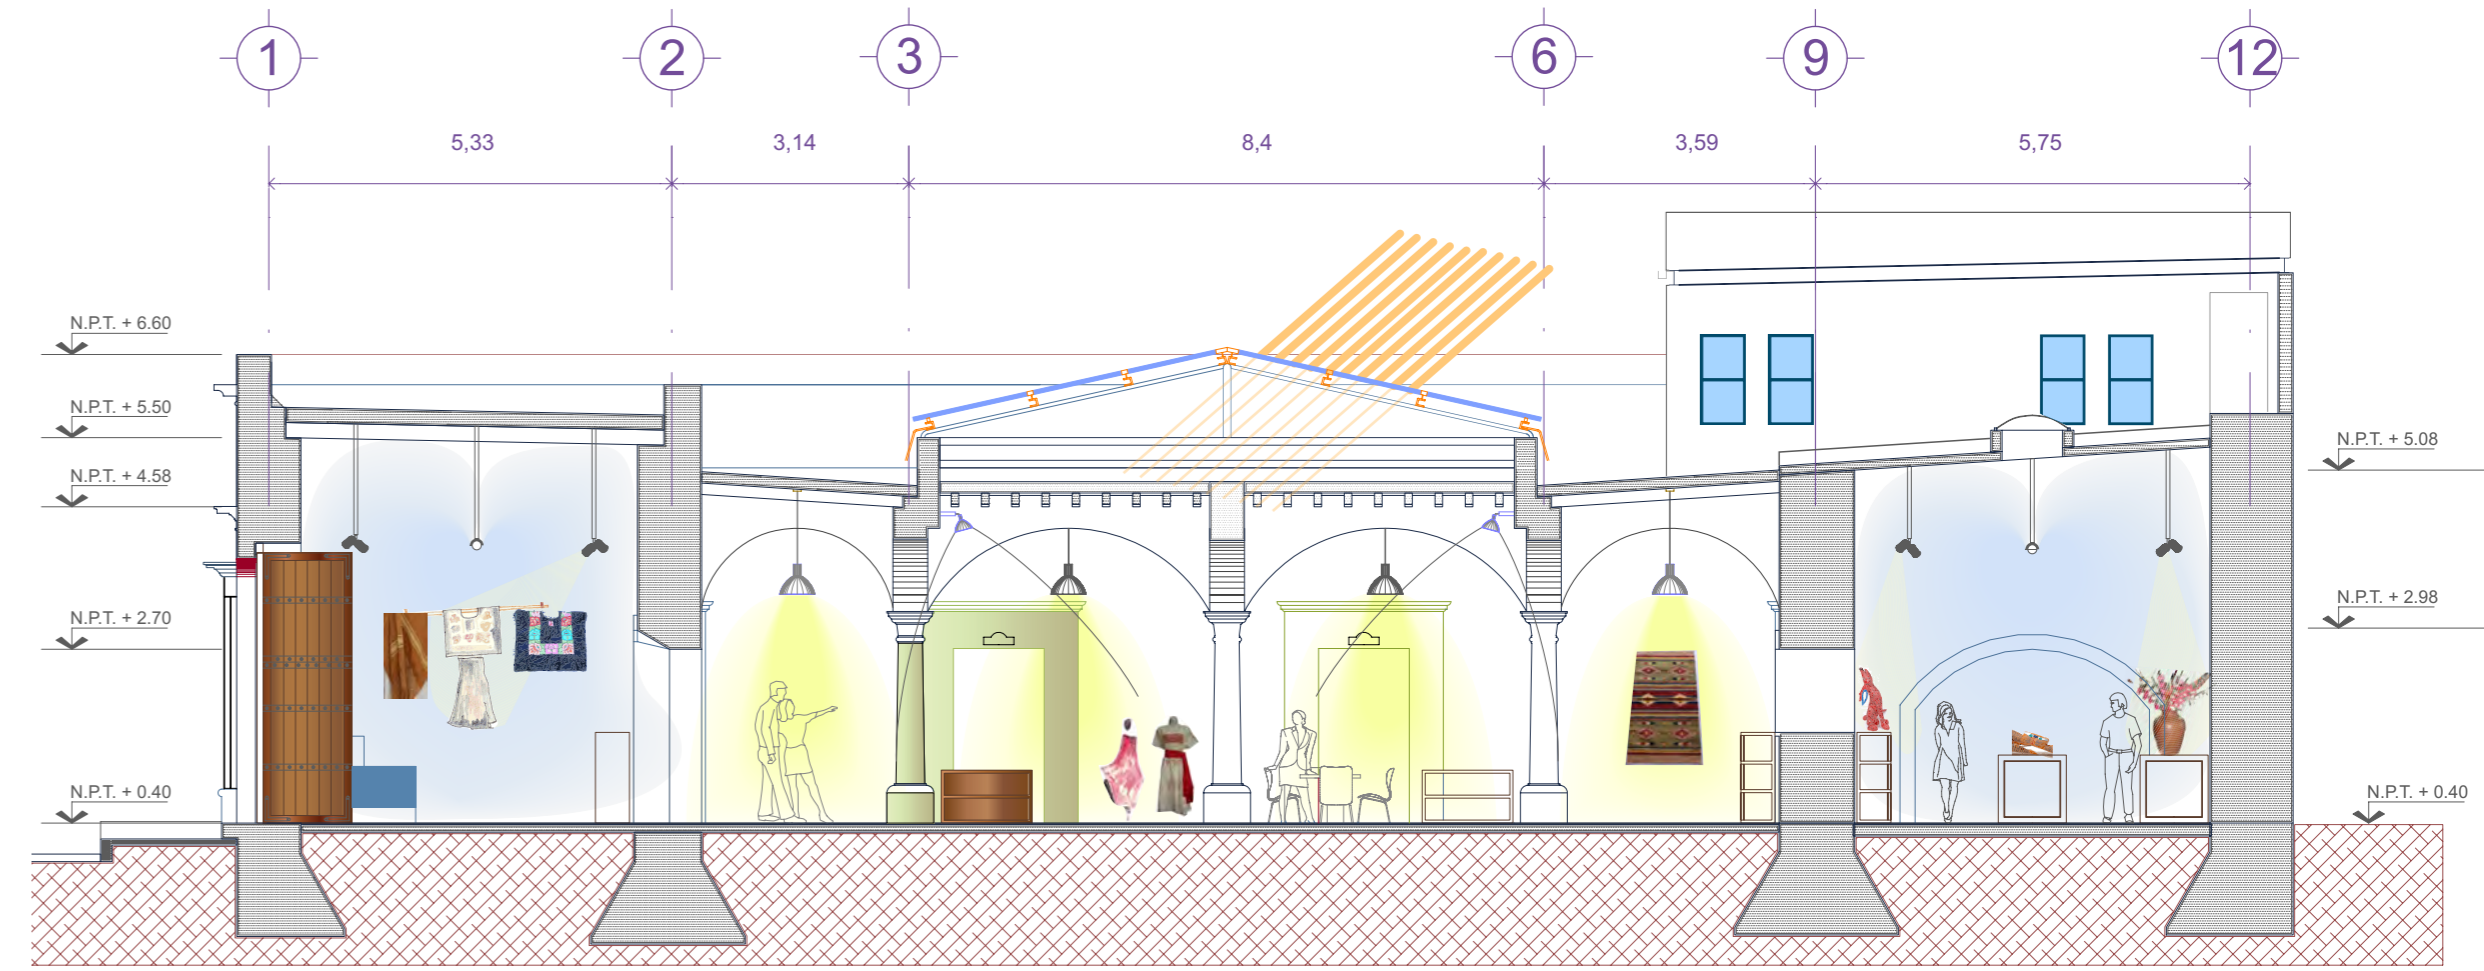 1 2 3 6 9 12
5,33 3,14 8,4 3,59 5,75
N.P.T. + 6.60
N.P.T. + 5.50
N.P.T. + 4.58
N.P.T. + 2.70
N.P.T. + 0.40
N.P.T. + 5.08
N.P.T. + 2.98
N.P.T. + 0.40